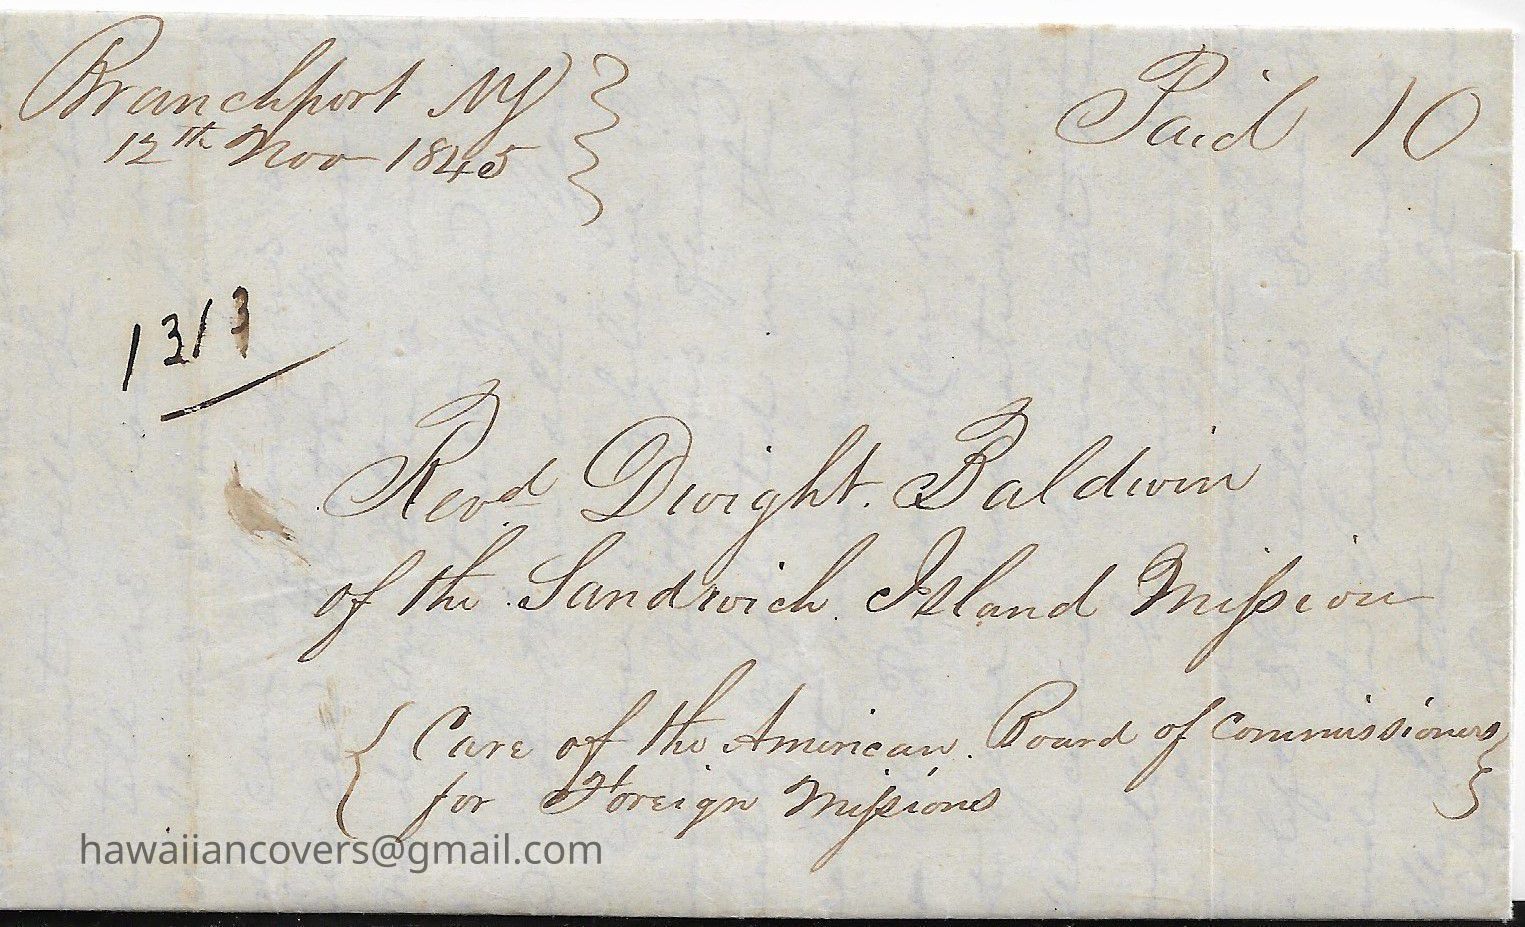 Branchport NY
12th Nov 1845
Paid 10
1313
Revd Dwight Baldwin
of the Sandwich Island Mission
Care of the American Board of Commissioners
for Foreign Missions
hawaiiancovers@gmail.com